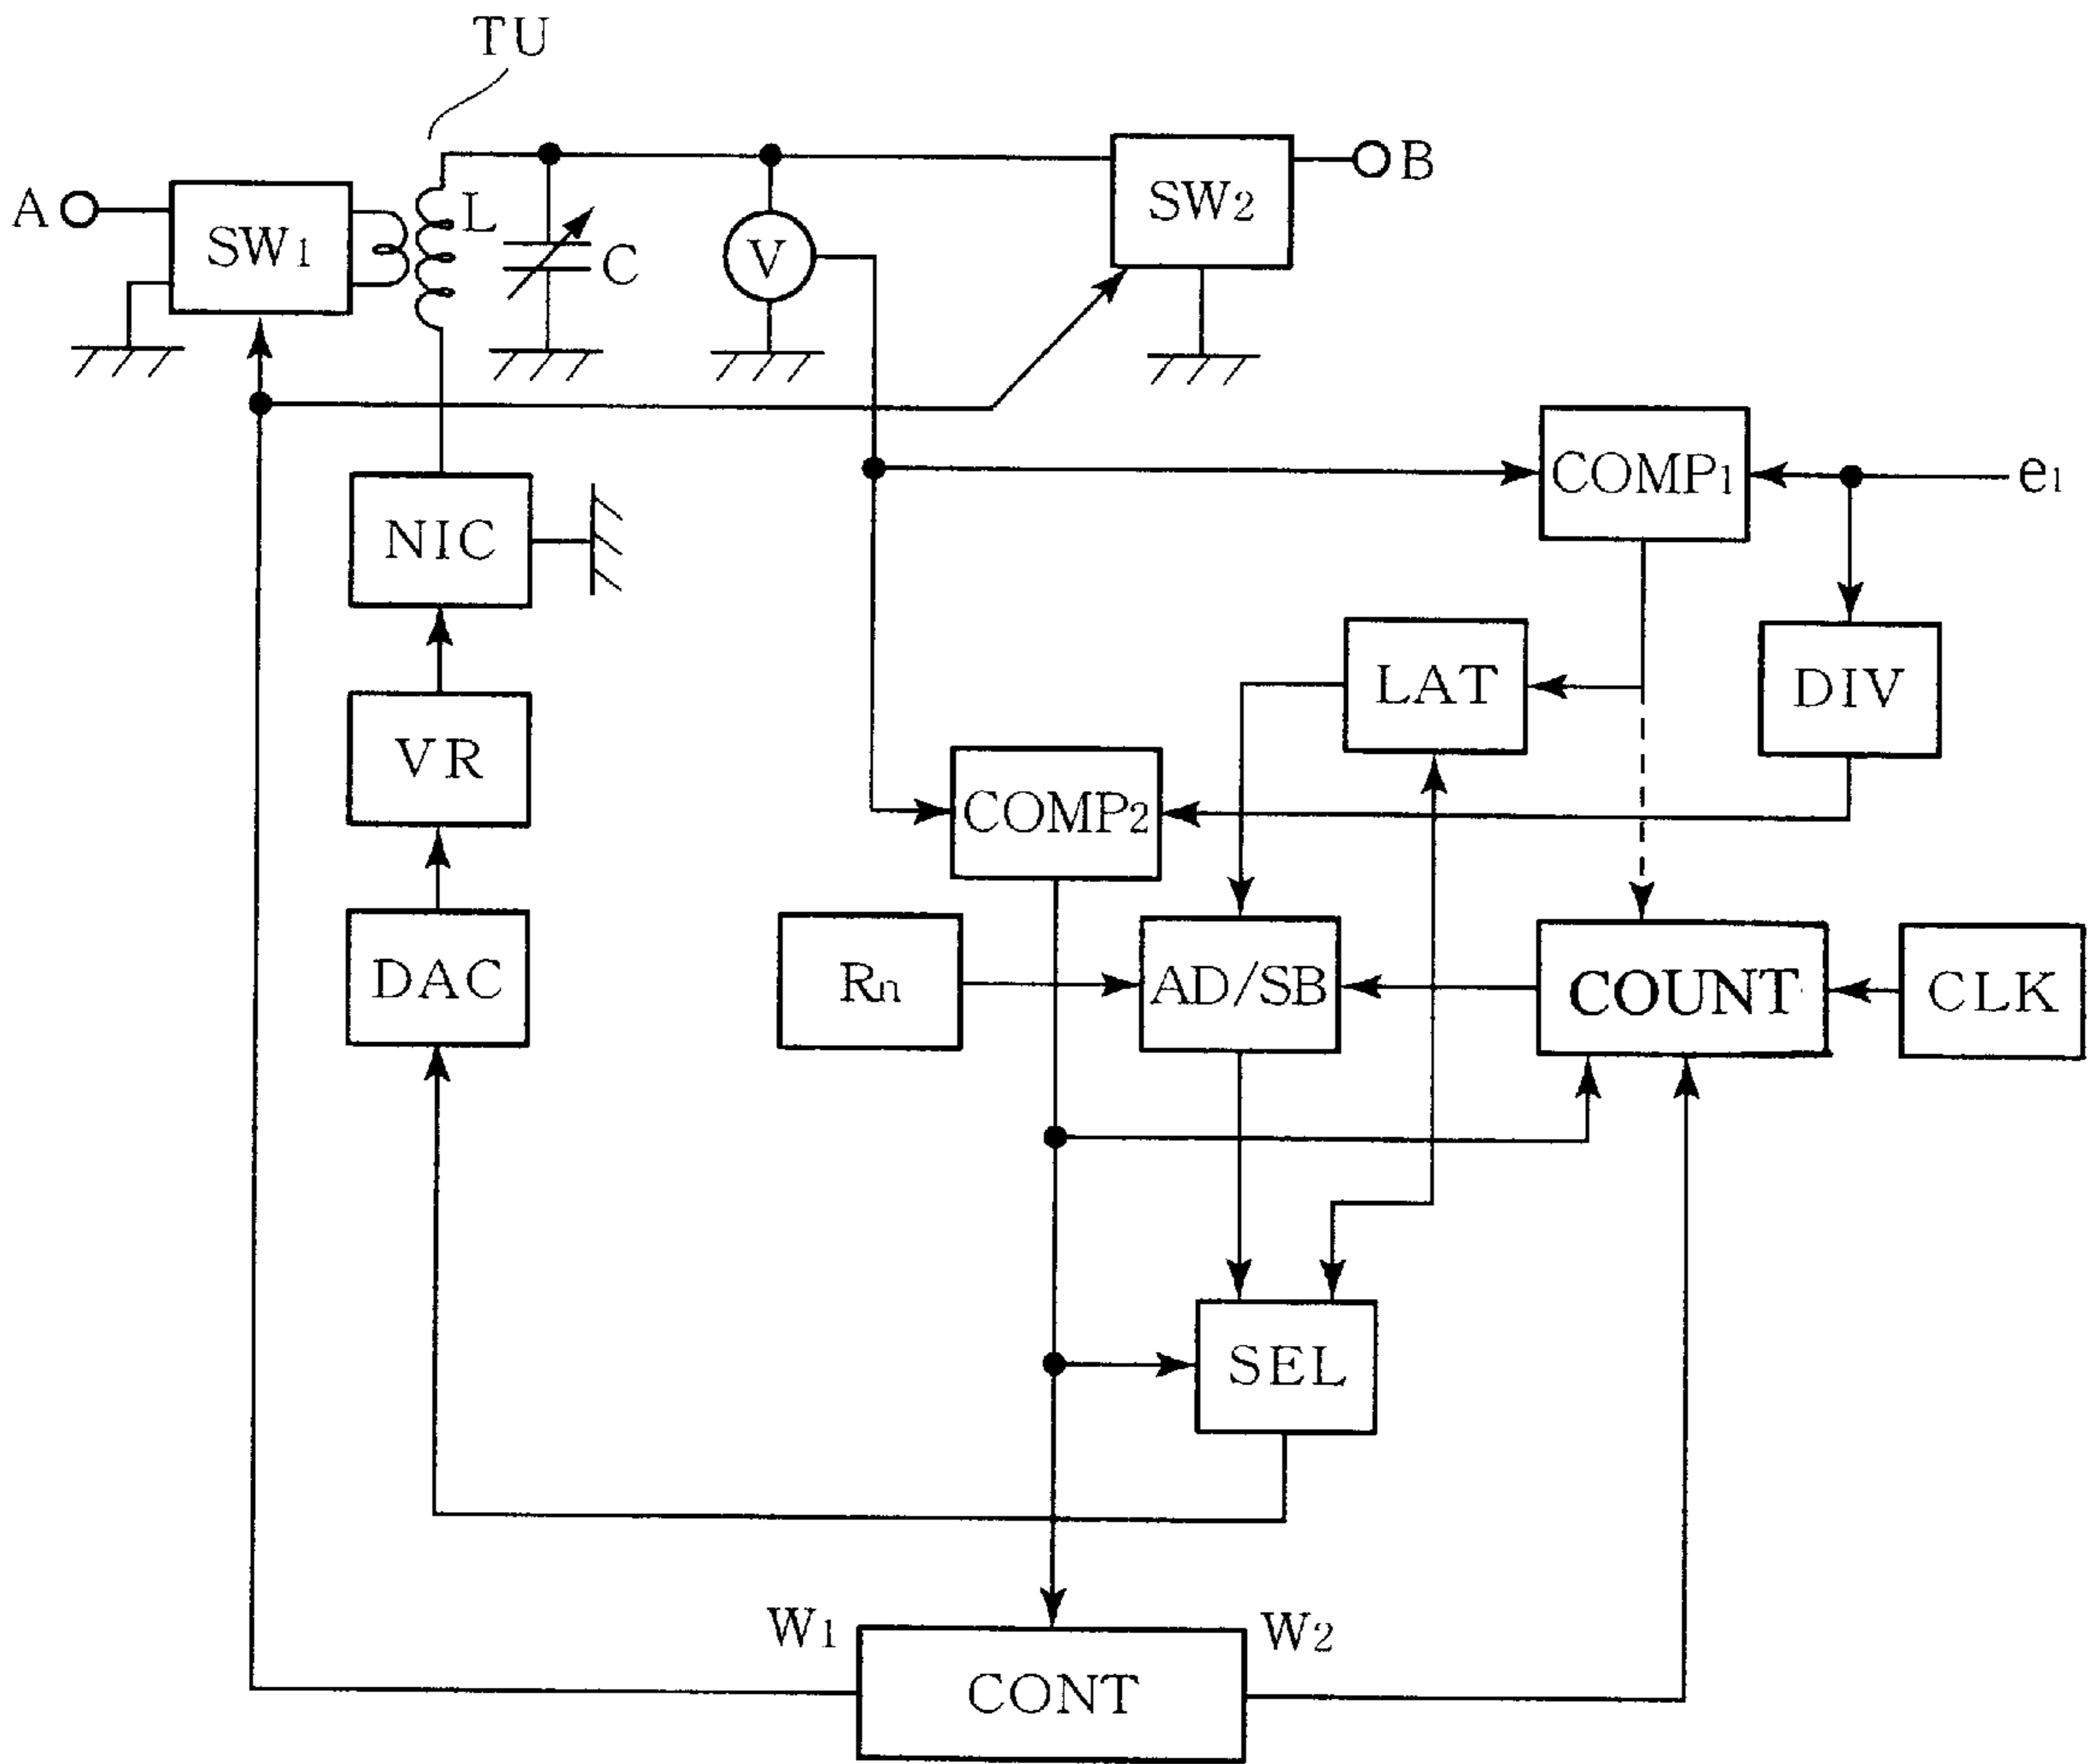 TU
A
SW1
L
C
V
SW2
B
COMP1
e1
NIC
LAT
DIV
VR
COMP2
DAC
Rn
AD/SB
COUNT
CLK
SEL
W1
W2
CONT